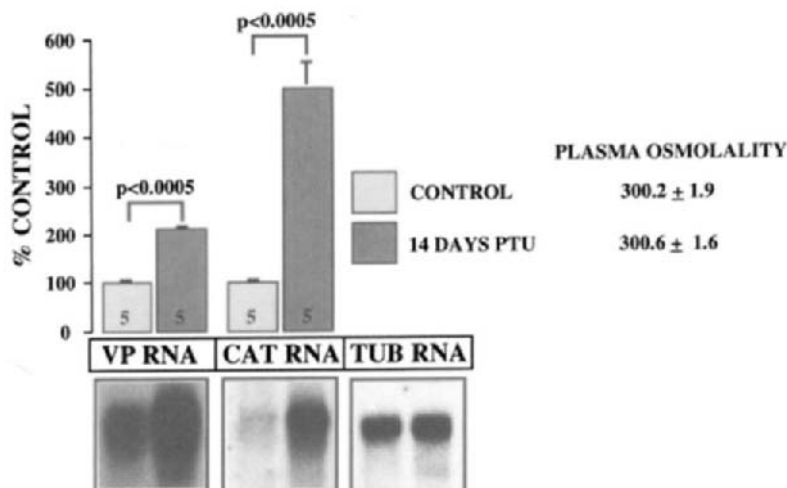 p<0.0005
600
500
400
300
200
100
0
% CONTROL
p<0.0005
5 5 5 5
PLASMA OSMOLALITY
CONTROL 300.2 ± 1.9
14 DAYS PTU 300.6 ± 1.6
VP RNA CAT RNA TUB RNA